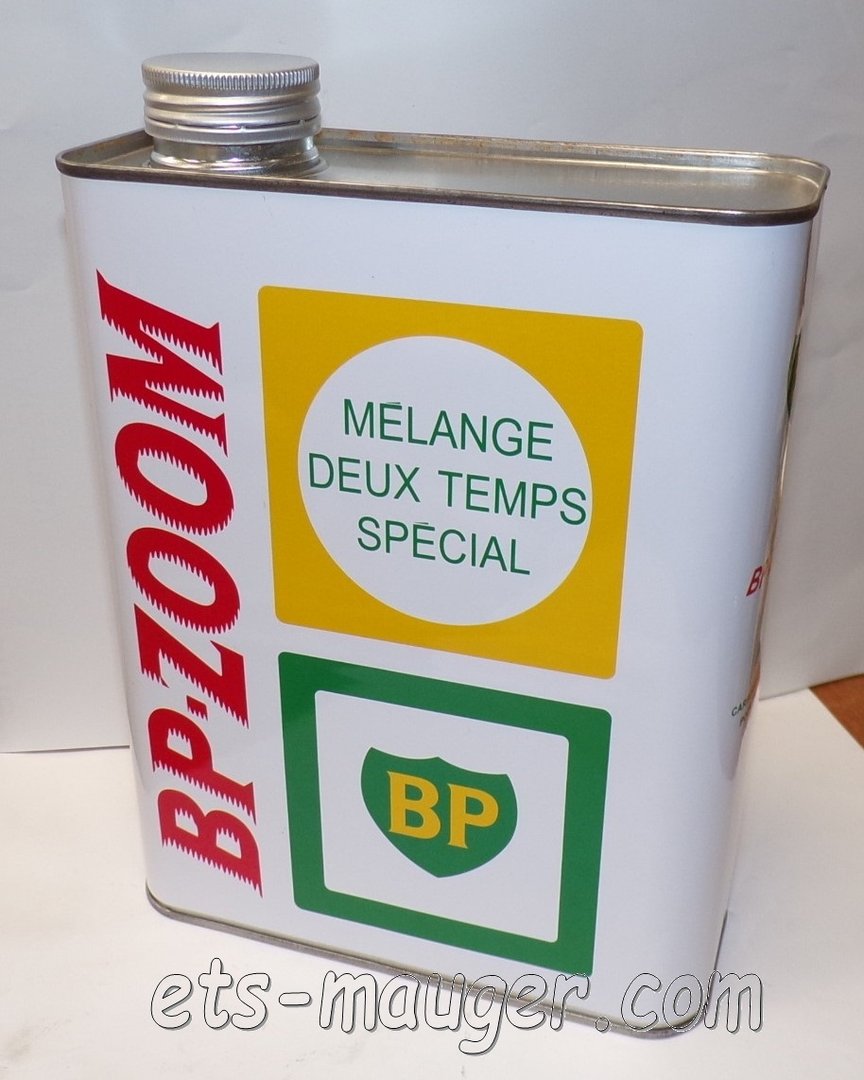 BP-ZOOM
MÉLANGE
DEUX TEMPS
SPÉCIAL
BP
ets-mauger.com